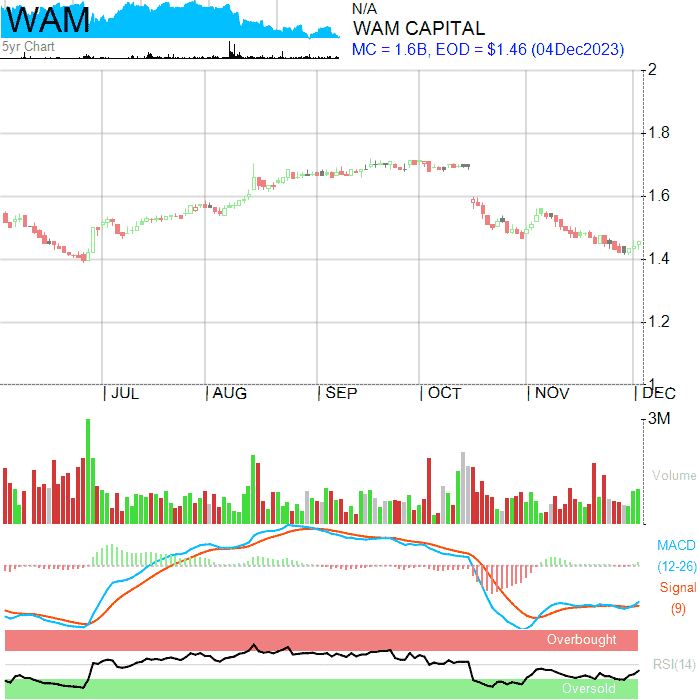 WAM
5yr Chart
N/A
WAM CAPITAL
MC = 1.6B, EOD = $1.46 (04Dec2023)
2
1.8
1.6
1.4
1.2
1
JUL AUG SEP OCT NOV DEC
3M
Volume
MACD
(12-26)
Signal
(9)
Overbought
RSI(14)
Oversold